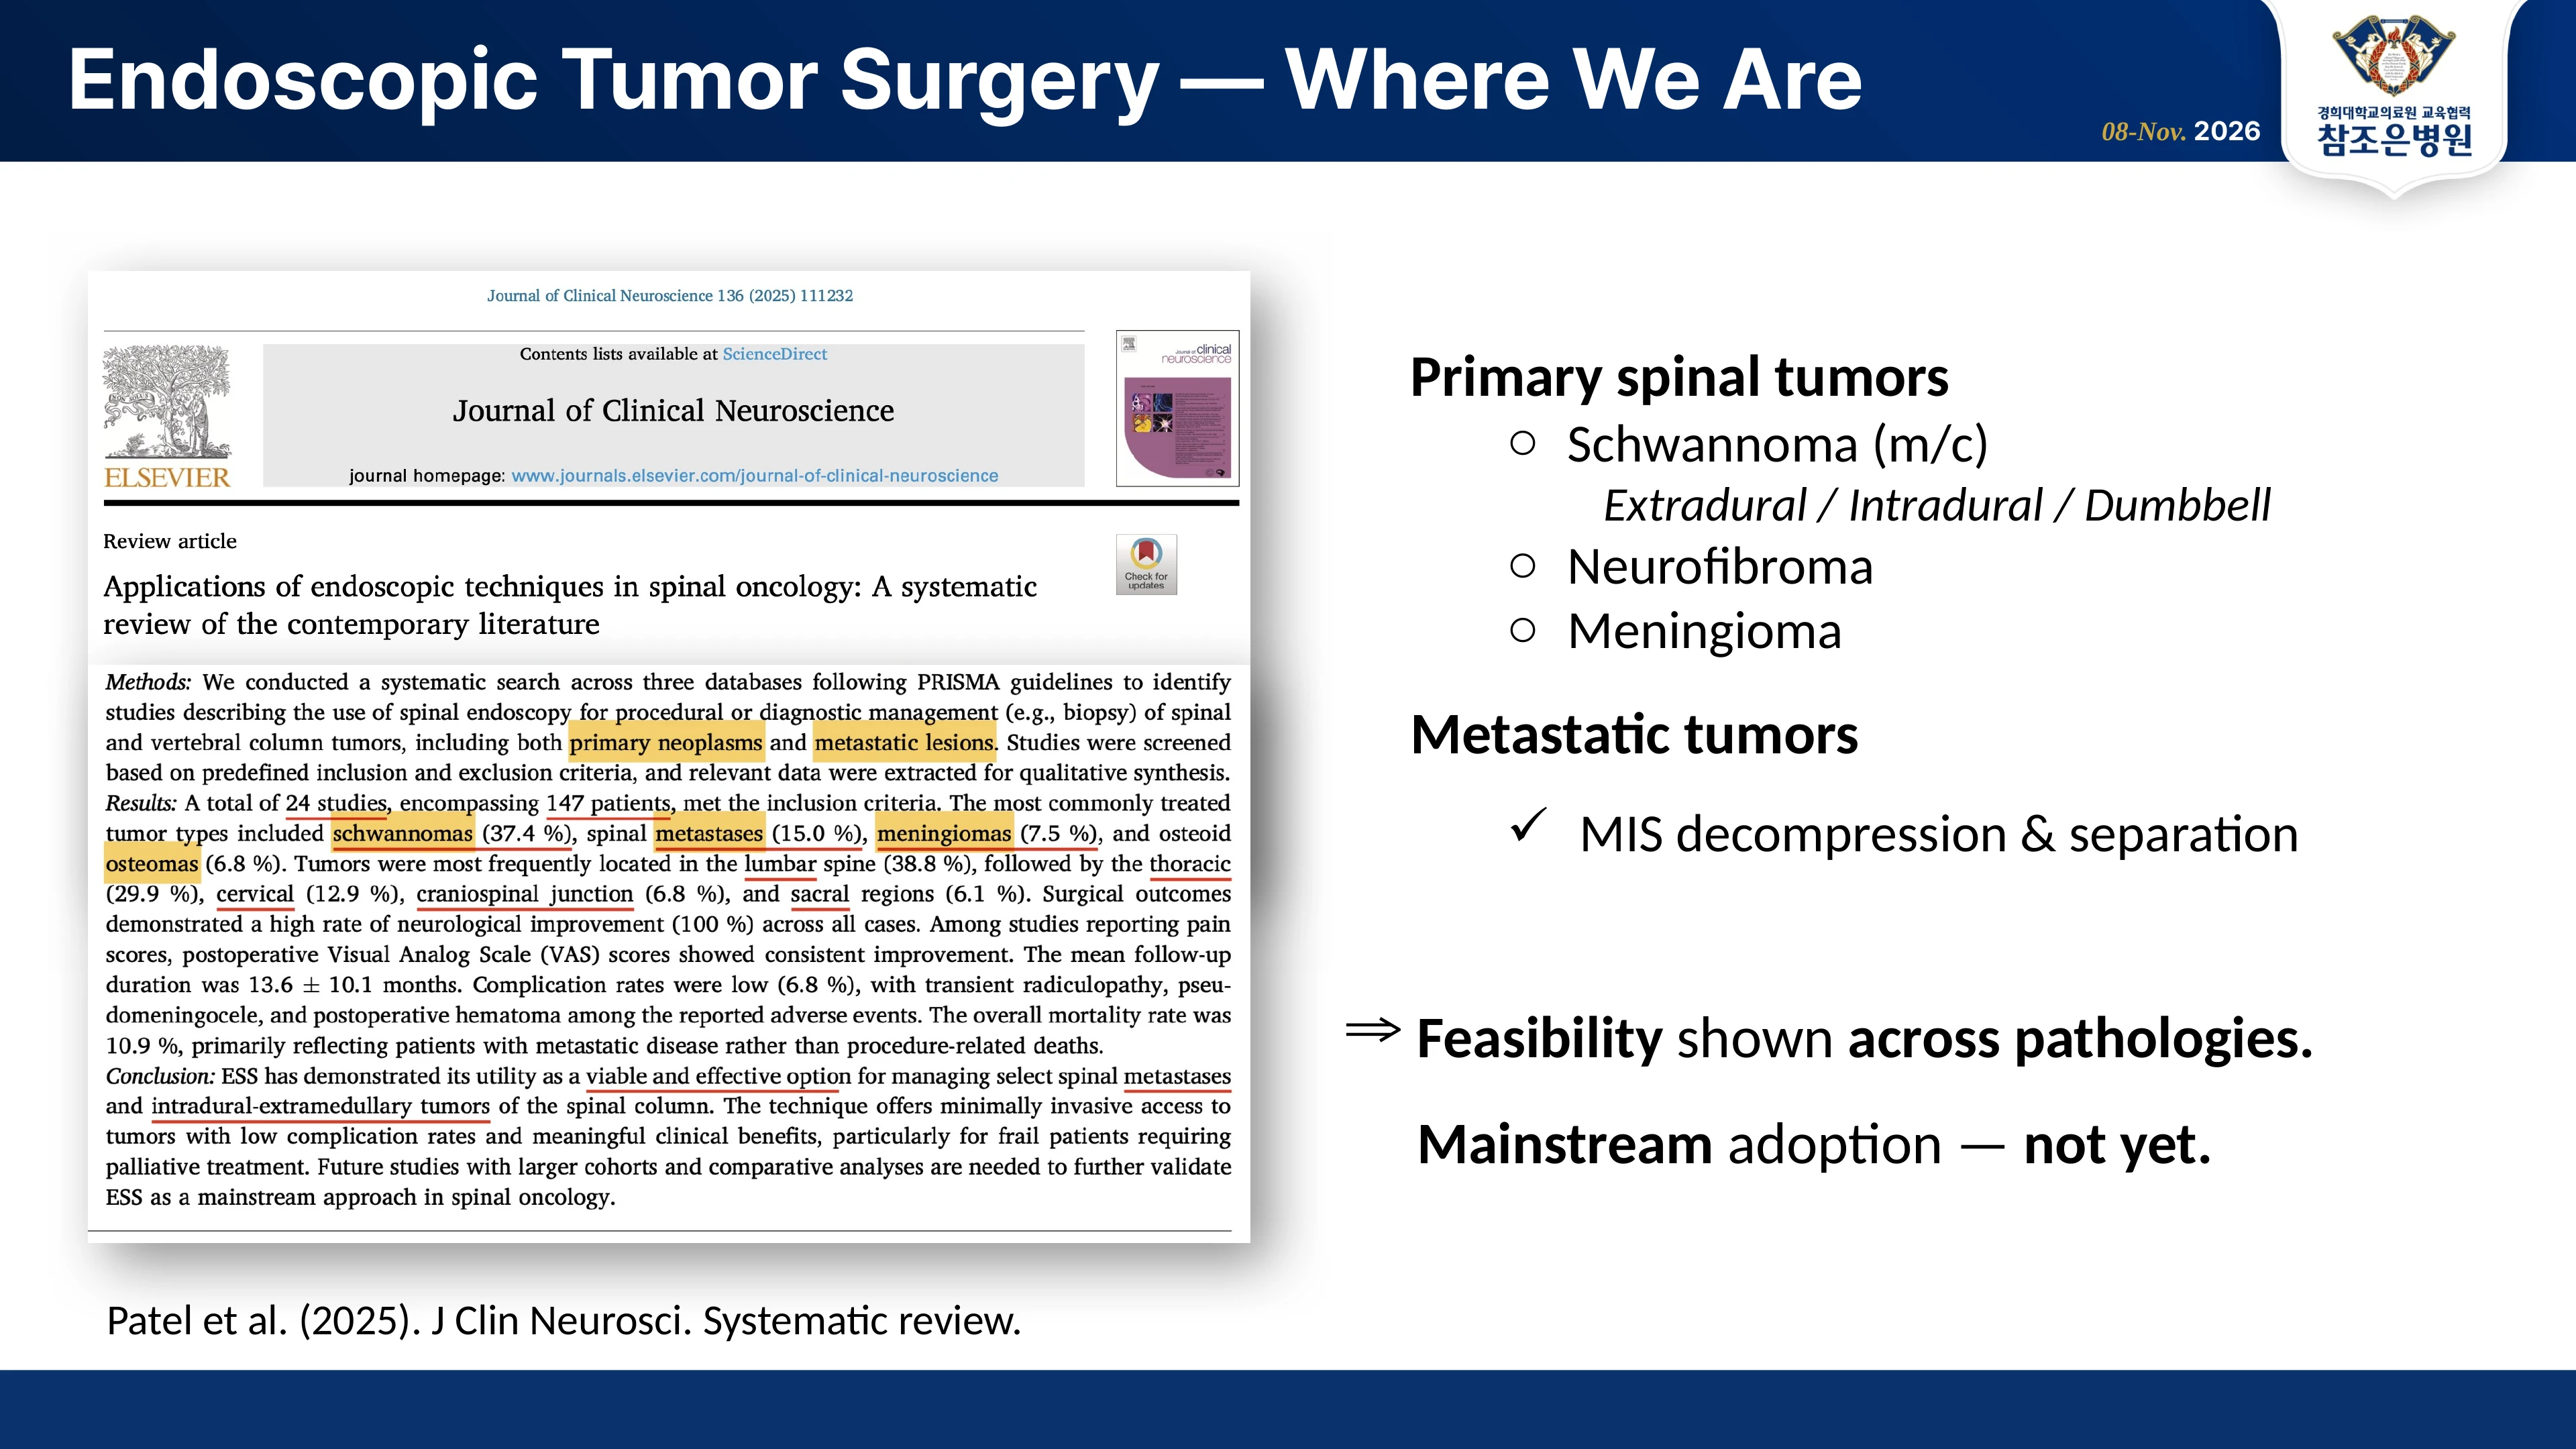 Endoscopic Tumor Surgery — Where We Are
08-Nov. 2026
경희대학교의료원 교육협력
참조은병원
Journal of Clinical Neuroscience 136 (2025) 111232
Contents lists available at ScienceDirect
Journal of Clinical Neuroscience
journal homepage: www.journals.elsevier.com/journal-of-clinical-neuroscience
ELSEVIER
Journal of clinical
neuroscience
Review article
Check for
updates
Applications of endoscopic techniques in spinal oncology: A systematic
review of the contemporary literature
Methods: We conducted a systematic search across three databases following PRISMA guidelines to identify
studies describing the use of spinal endoscopy for procedural or diagnostic management (e.g., biopsy) of spinal
and vertebral column tumors, including both primary neoplasms and metastatic lesions. Studies were screened
based on predefined inclusion and exclusion criteria, and relevant data were extracted for qualitative synthesis.
Results: A total of 24 studies, encompassing 147 patients, met the inclusion criteria. The most commonly treated
tumor types included schwannomas (37.4 %), spinal metastases (15.0 %), meningiomas (7.5 %), and osteoid
osteomas (6.8 %). Tumors were most frequently located in the lumbar spine (38.8 %), followed by the thoracic
(29.9 %), cervical (12.9 %), craniospinal junction (6.8 %), and sacral regions (6.1 %). Surgical outcomes
demonstrated a high rate of neurological improvement (100 %) across all cases. Among studies reporting pain
scores, postoperative Visual Analog Scale (VAS) scores showed consistent improvement. The mean follow-up
duration was 13.6 ± 10.1 months. Complication rates were low (6.8 %), with transient radiculopathy, pseu-
domeningocele, and postoperative hematoma among the reported adverse events. The overall mortality rate was
10.9 %, primarily reflecting patients with metastatic disease rather than procedure-related deaths.
Conclusion: ESS has demonstrated its utility as a viable and effective option for managing select spinal metastases
and intradural-extramedullary tumors of the spinal column. The technique offers minimally invasive access to
tumors with low complication rates and meaningful clinical benefits, particularly for frail patients requiring
palliative treatment. Future studies with larger cohorts and comparative analyses are needed to further validate
ESS as a mainstream approach in spinal oncology.
Patel et al. (2025). J Clin Neurosci. Systematic review.
Primary spinal tumors
○ Schwannoma (m/c)
Extradural / Intradural / Dumbbell
○ Neurofibroma
○ Meningioma
Metastatic tumors
✓ MIS decompression & separation
⇒ Feasibility shown across pathologies.
Mainstream adoption — not yet.